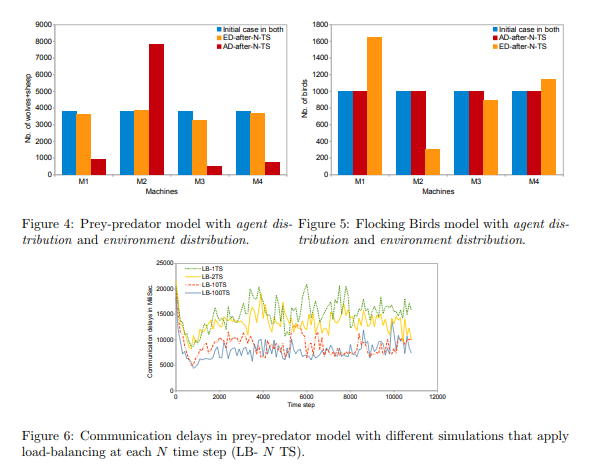 9000
8000
7000
6000
5000
4000
3000
2000
1000
0
Nb. of wolves+sheep
Initial case in both
ED-after-N-TS
AD-after-N-TS
M1 M2 M3 M4
Machines
1800
1600
1400
1200
1000
800
600
400
200
0
No. of birds
Initial case in both
AD-after-N-TS
ED-after-N-TS
M1 M2 M3 M4
Machines
Figure 4: Prey-predator model with agent dis-
tribution and environment distribution.
Figure 5: Flocking Birds model with agent dis-
tribution and environment distribution.
25000
20000
15000
10000
5000
0
Communication delays in MiliSec.
LB-1TS
LB-2TS
LB-10TS
LB-100TS
0 2000 4000 6000 8000 10000 12000
Time step
Figure 6: Communication delays in prey-predator model with different simulations that apply
load-balancing at each N time step (LB- N TS).